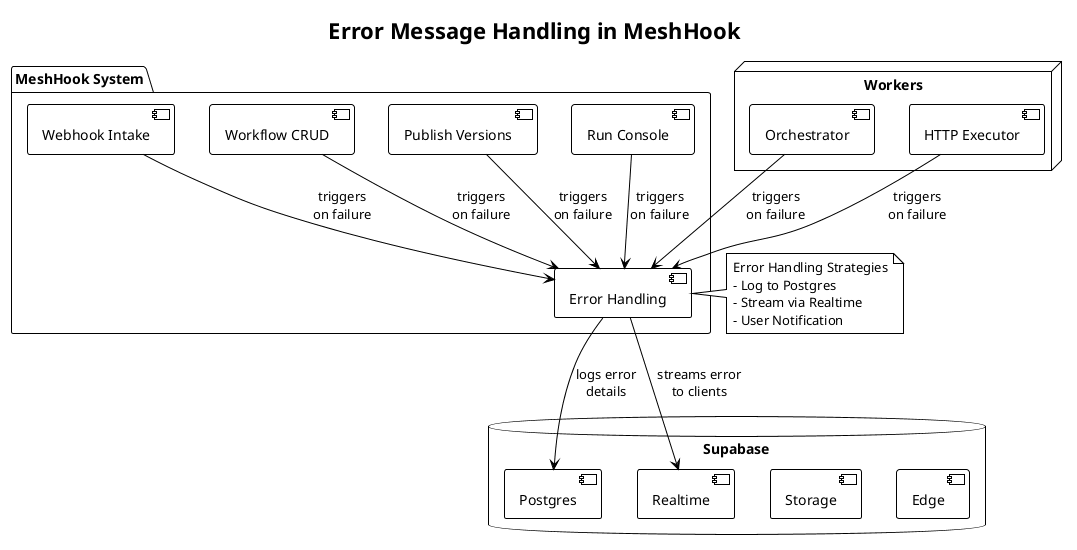 Error Message Handling in MeshHook
MeshHook System
Workers
Webhook Intake
Workflow CRUD
Publish Versions
Run Console
Orchestrator
HTTP Executor
triggers
on failure
triggers
on failure
triggers
on failure
triggers
on failure
triggers
on failure
triggers
on failure
Error Handling
Error Handling Strategies
- Log to Postgres
- Stream via Realtime
- User Notification
logs error
details
streams error
to clients
Supabase
Postgres
Realtime
Storage
Edge